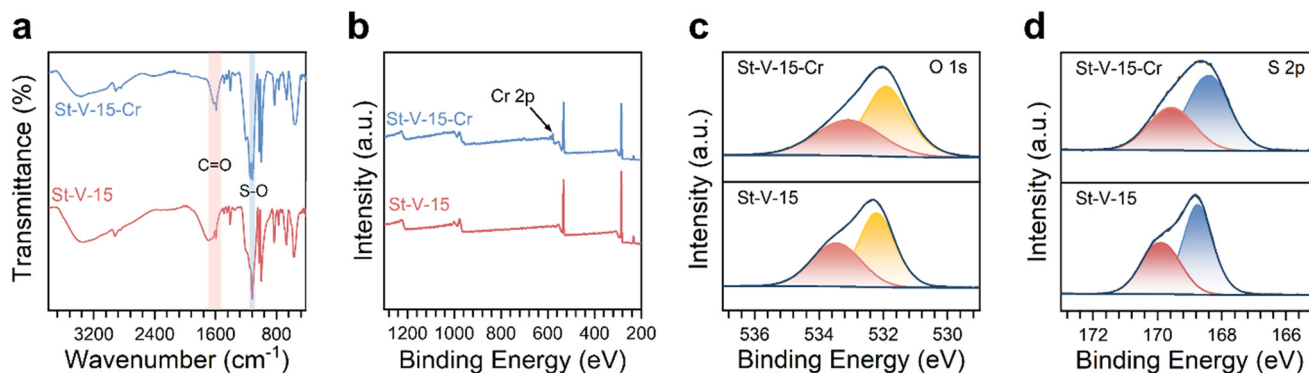 a
Transmittance (%)
St-V-15-Cr
C=O
S-O
St-V-15
3200 2400 1600 800
Wavenumber (cm-1)
b
Intensity (a.u.)
Cr 2p
St-V-15-Cr
St-V-15
1200 1000 800 600 400 200
Binding Energy (eV)
c
Intensity (a.u.)
St-V-15-Cr
O 1s
St-V-15
536 534 532 530
Binding Energy (eV)
d
Intensity (a.u.)
St-V-15-Cr
S 2p
St-V-15
172 170 168 166
Binding Energy (eV)